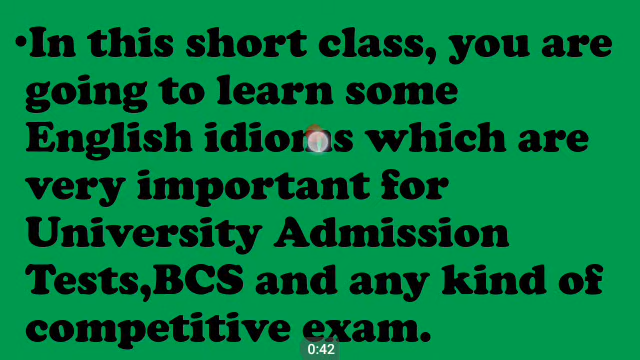 •In this short class, you are
going to learn some
English idioms which are
very important for
University Admission
Tests,BCS and any kind of
competitive exam.
0:42